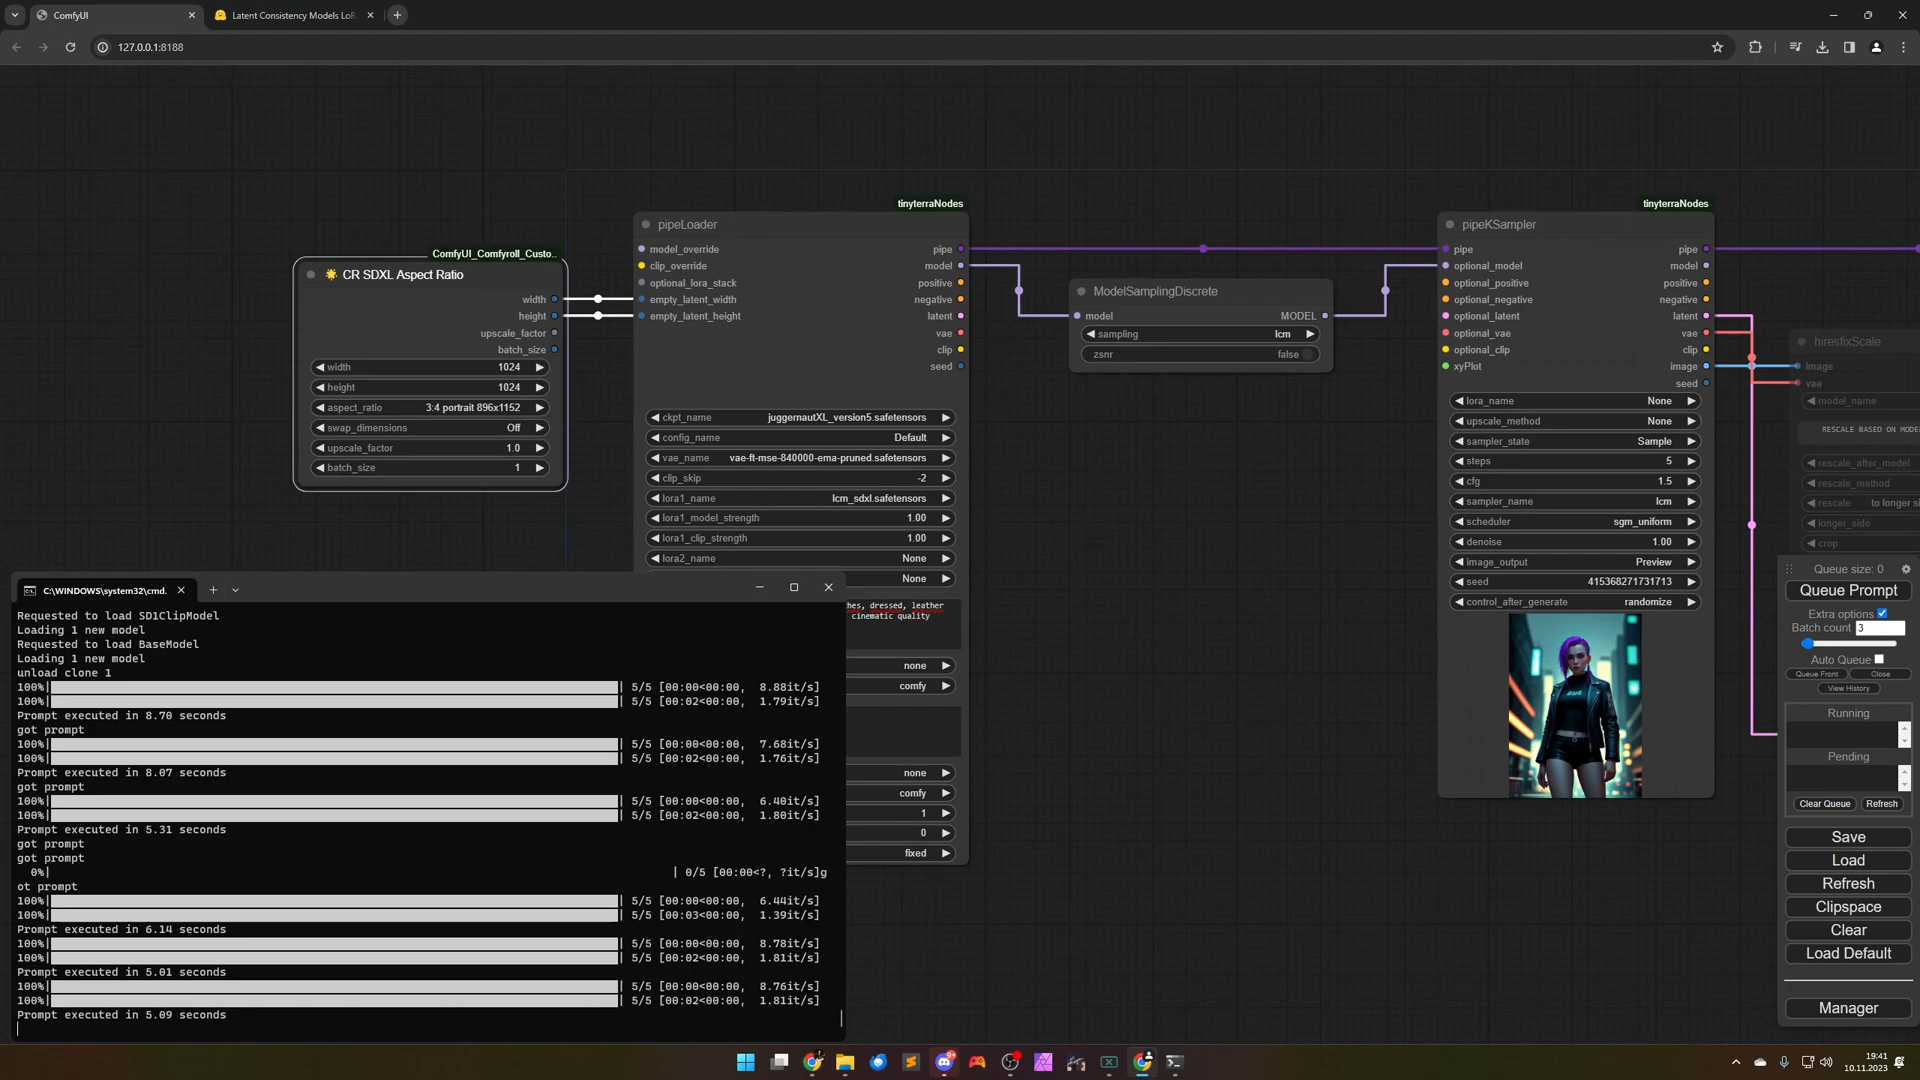 ComfyUI
Latent Consistency Models LoR
127.0.0.1:8188
ComfyUI_Comfyroll_Custo..
CR SDXL Aspect Ratio
width
height
upscale_factor
batch_size
width 1024
height 1024
aspect_ratio 3:4 portrait 896x1152
swap_dimensions Off
upscale_factor 1.0
batch_size 1
tinyterraNodes
pipeLoader
model_override pipe
clip_override model
optional_lora_stack positive
empty_latent_width negative
empty_latent_height latent
vae
clip
seed
ckpt_name juggernautXL_version5.safetensors
config_name Default
vae_name vae-ft-mse-840000-ema-pruned.safetensors
clip_skip -2
lora1_name lcm_sdxl.safetensors
lora1_model_strength 1.00
lora1_clip_strength 1.00
lora2_name None
None
hes, dressed, leather
cinematic quality
none
comfy
none
comfy
1
0
fixed
ModelSamplingDiscrete
model MODEL
sampling lcm
zsnr false
tinyterraNodes
pipeKSampler
pipe pipe
optional_model model
optional_positive positive
optional_negative negative
optional_latent latent
optional_vae vae
optional_clip clip
xyPlot image
seed
lora_name None
upscale_method None
sampler_state Sample
steps 5
cfg 1.5
sampler_name lcm
scheduler sgm_uniform
denoise 1.00
image_output Preview
seed 415368271731713
control_after_generate randomize
hiresfixScale
image
vae
model_name
RESCALE BASED ON MODE
rescale_after_model
rescale_method
rescale to longer si
longer_side
crop
Queue size: 0
Queue Prompt
Extra options
Batch count 3
Auto Queue
Queue Front Close
View History
Running
Pending
Clear Queue Refresh
Save
Load
Refresh
Clipspace
Clear
Load Default
Manager
C:\WINDOWS\system32\cmd.
Requested to load SD1ClipModel
Loading 1 new model
Requested to load BaseModel
Loading 1 new model
unload clone 1
100%| | 5/5 [00:00<00:00, 8.88it/s]
100%| | 5/5 [00:02<00:00, 1.79it/s]
Prompt executed in 8.70 seconds
got prompt
100%| | 5/5 [00:00<00:00, 7.68it/s]
100%| | 5/5 [00:02<00:00, 1.76it/s]
Prompt executed in 8.07 seconds
got prompt
100%| | 5/5 [00:00<00:00, 6.40it/s]
100%| | 5/5 [00:02<00:00, 1.80it/s]
Prompt executed in 5.31 seconds
got prompt
got prompt
0%| | 0/5 [00:00<?, ?it/s]g
ot prompt
100%| | 5/5 [00:00<00:00, 6.44it/s]
100%| | 5/5 [00:03<00:00, 1.39it/s]
Prompt executed in 6.14 seconds
100%| | 5/5 [00:00<00:00, 8.78it/s]
100%| | 5/5 [00:02<00:00, 1.81it/s]
Prompt executed in 5.01 seconds
100%| | 5/5 [00:00<00:00, 8.76it/s]
100%| | 5/5 [00:02<00:00, 1.81it/s]
Prompt executed in 5.09 seconds
19:41
10.11.2023